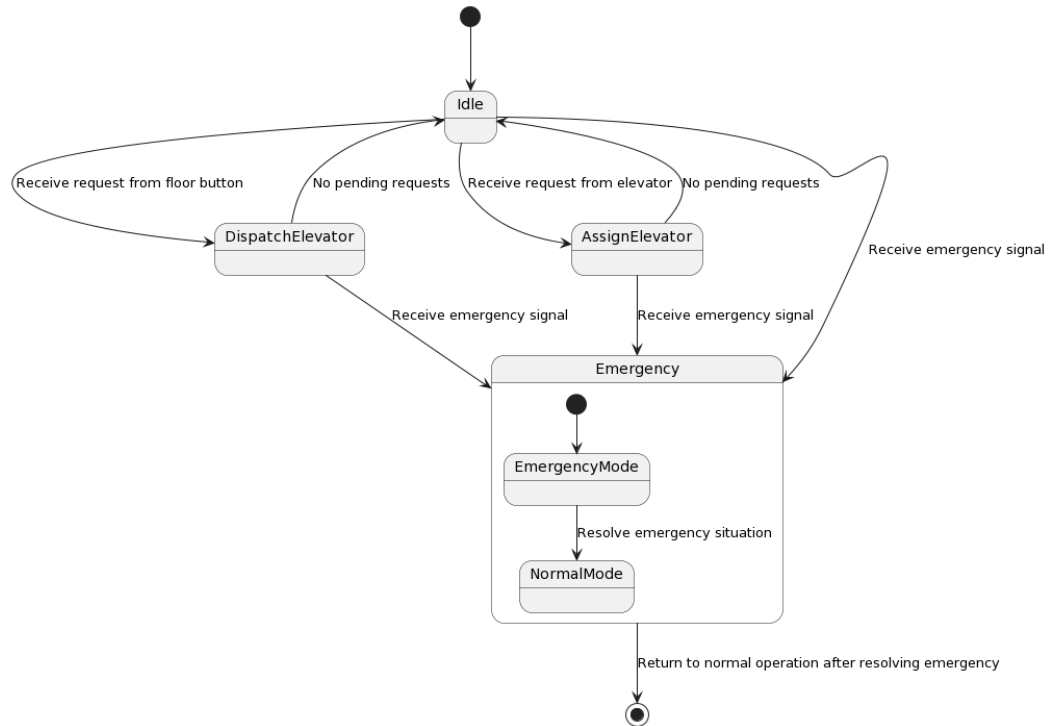 Idle
Receive request from floor button
No pending requests
Receive request from elevator
No pending requests
DispatchElevator
AssignElevator
Receive emergency signal
Receive emergency signal
Receive emergency signal
Emergency
EmergencyMode
Resolve emergency situation
NormalMode
Return to normal operation after resolving emergency